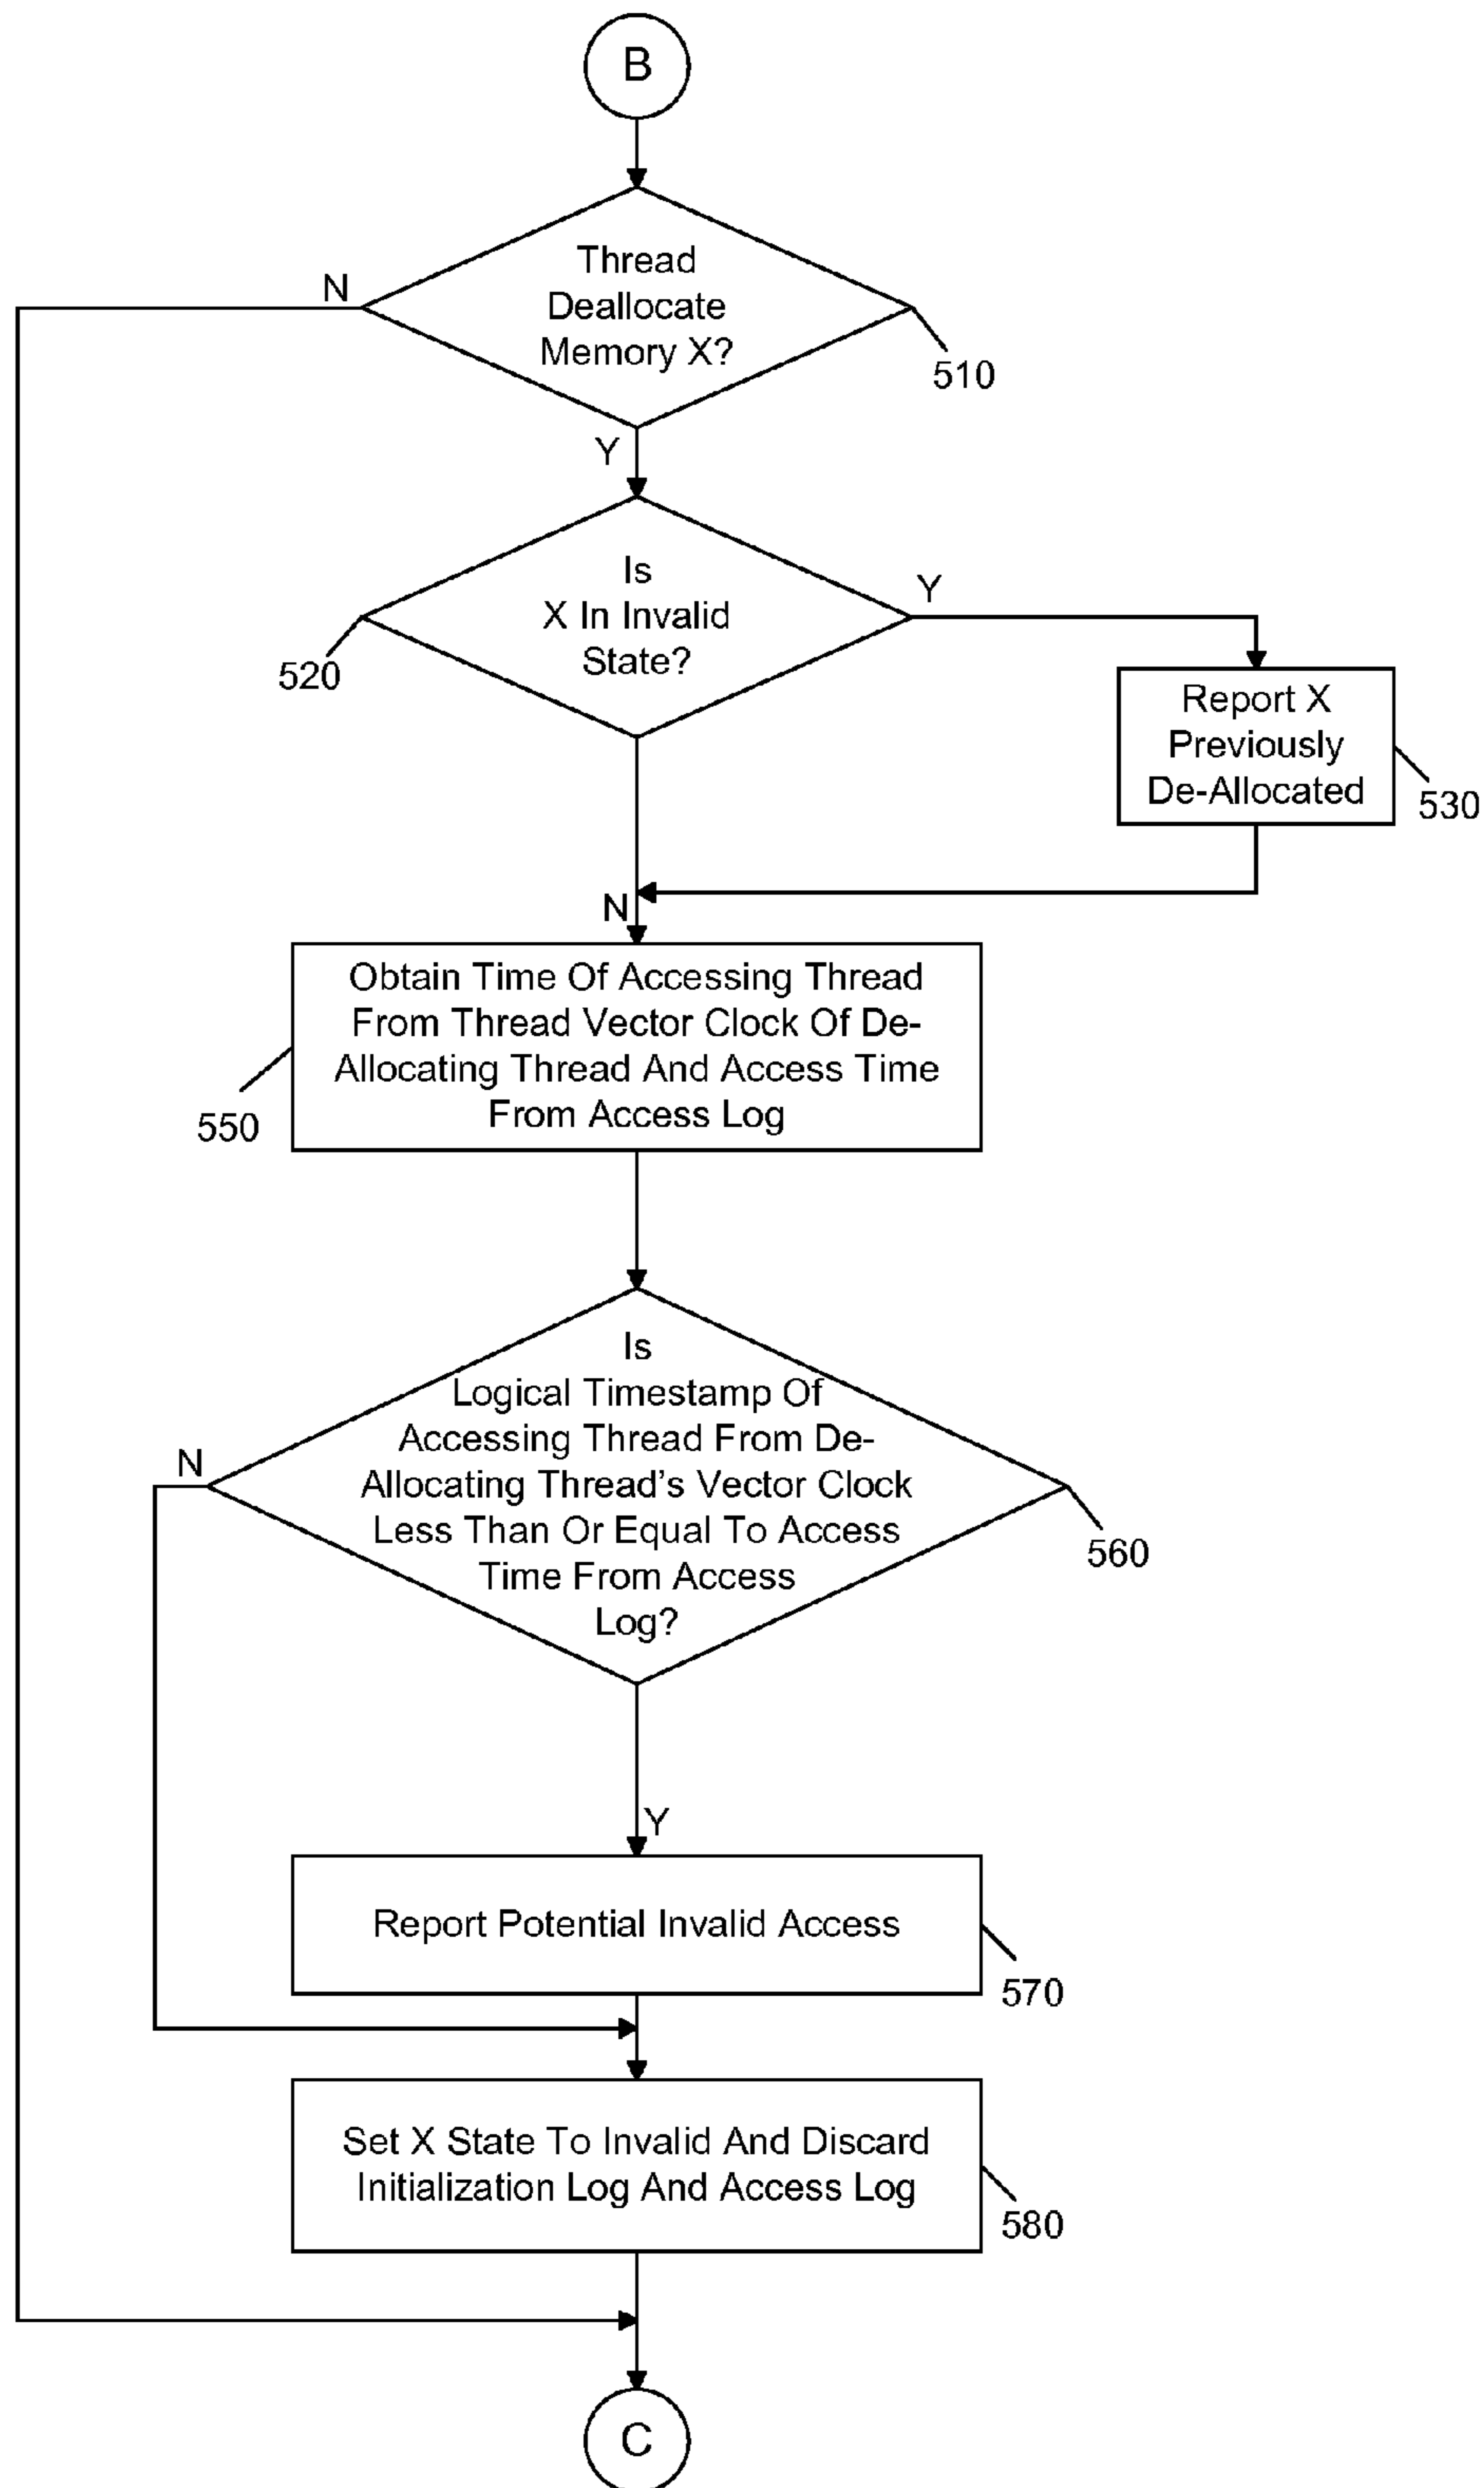 B
Thread
Deallocate
Memory X?
N
510
Y
Is
X In Invalid
State?
Y
520
Report X
Previously
De-Allocated
530
N
Obtain Time Of Accessing Thread
From Thread Vector Clock Of De-
Allocating Thread And Access Time
From Access Log
550
Is
Logical Timestamp Of
Accessing Thread From De-
Allocating Thread's Vector Clock
Less Than Or Equal To Access
Time From Access
Log?
N
560
Y
Report Potential Invalid Access
570
Set X State To Invalid And Discard
Initialization Log And Access Log
580
C